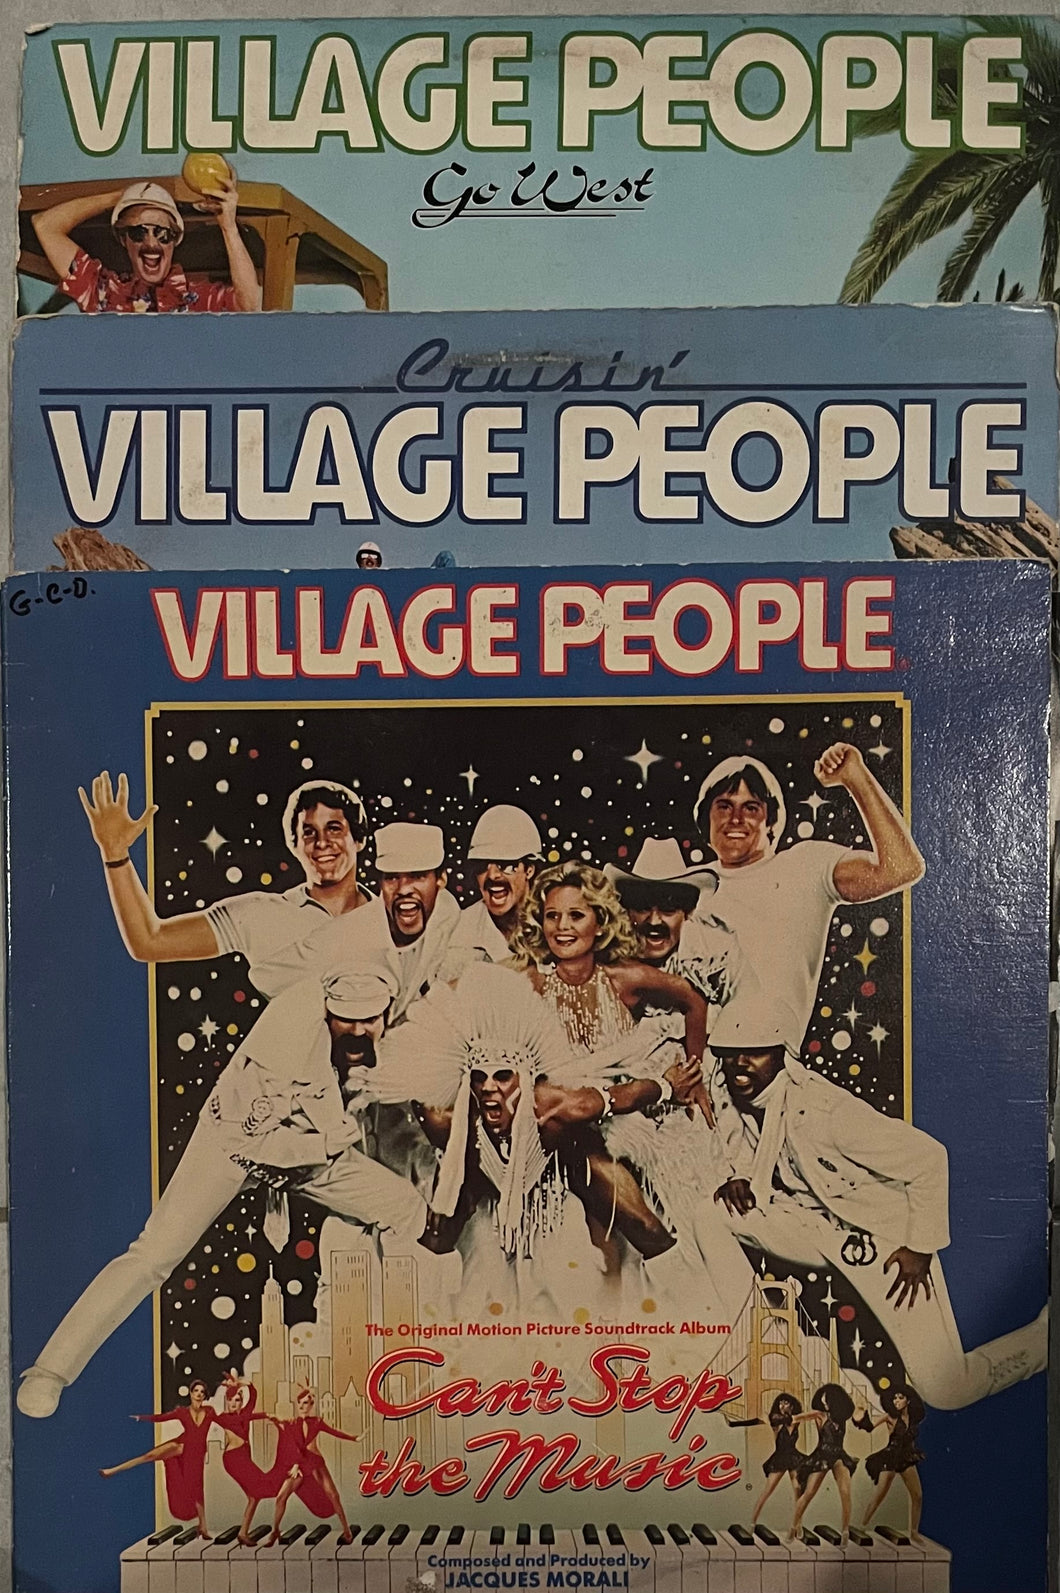 VILLAGE PEOPLE
Go West
Cruisin'
VILLAGE PEOPLE
G-C-D.
VILLAGE PEOPLE
The Original Motion Picture Soundtrack Album
Can't Stop
the Music
Composed and Produced by
JACQUES MORALI